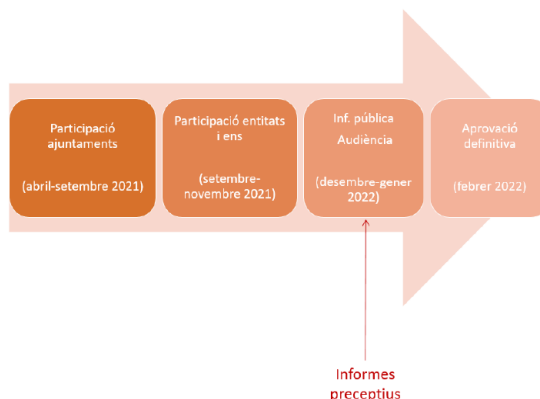 Participació
ajuntaments
(abril-setembre 2021)
Participació entitats
i ens
(setembre-
novembre 2021)
Inf. pública
Audiència
(desembre-gener
2022)
Aprovació
definitiva
(febrer 2022)
Informes
preceptius